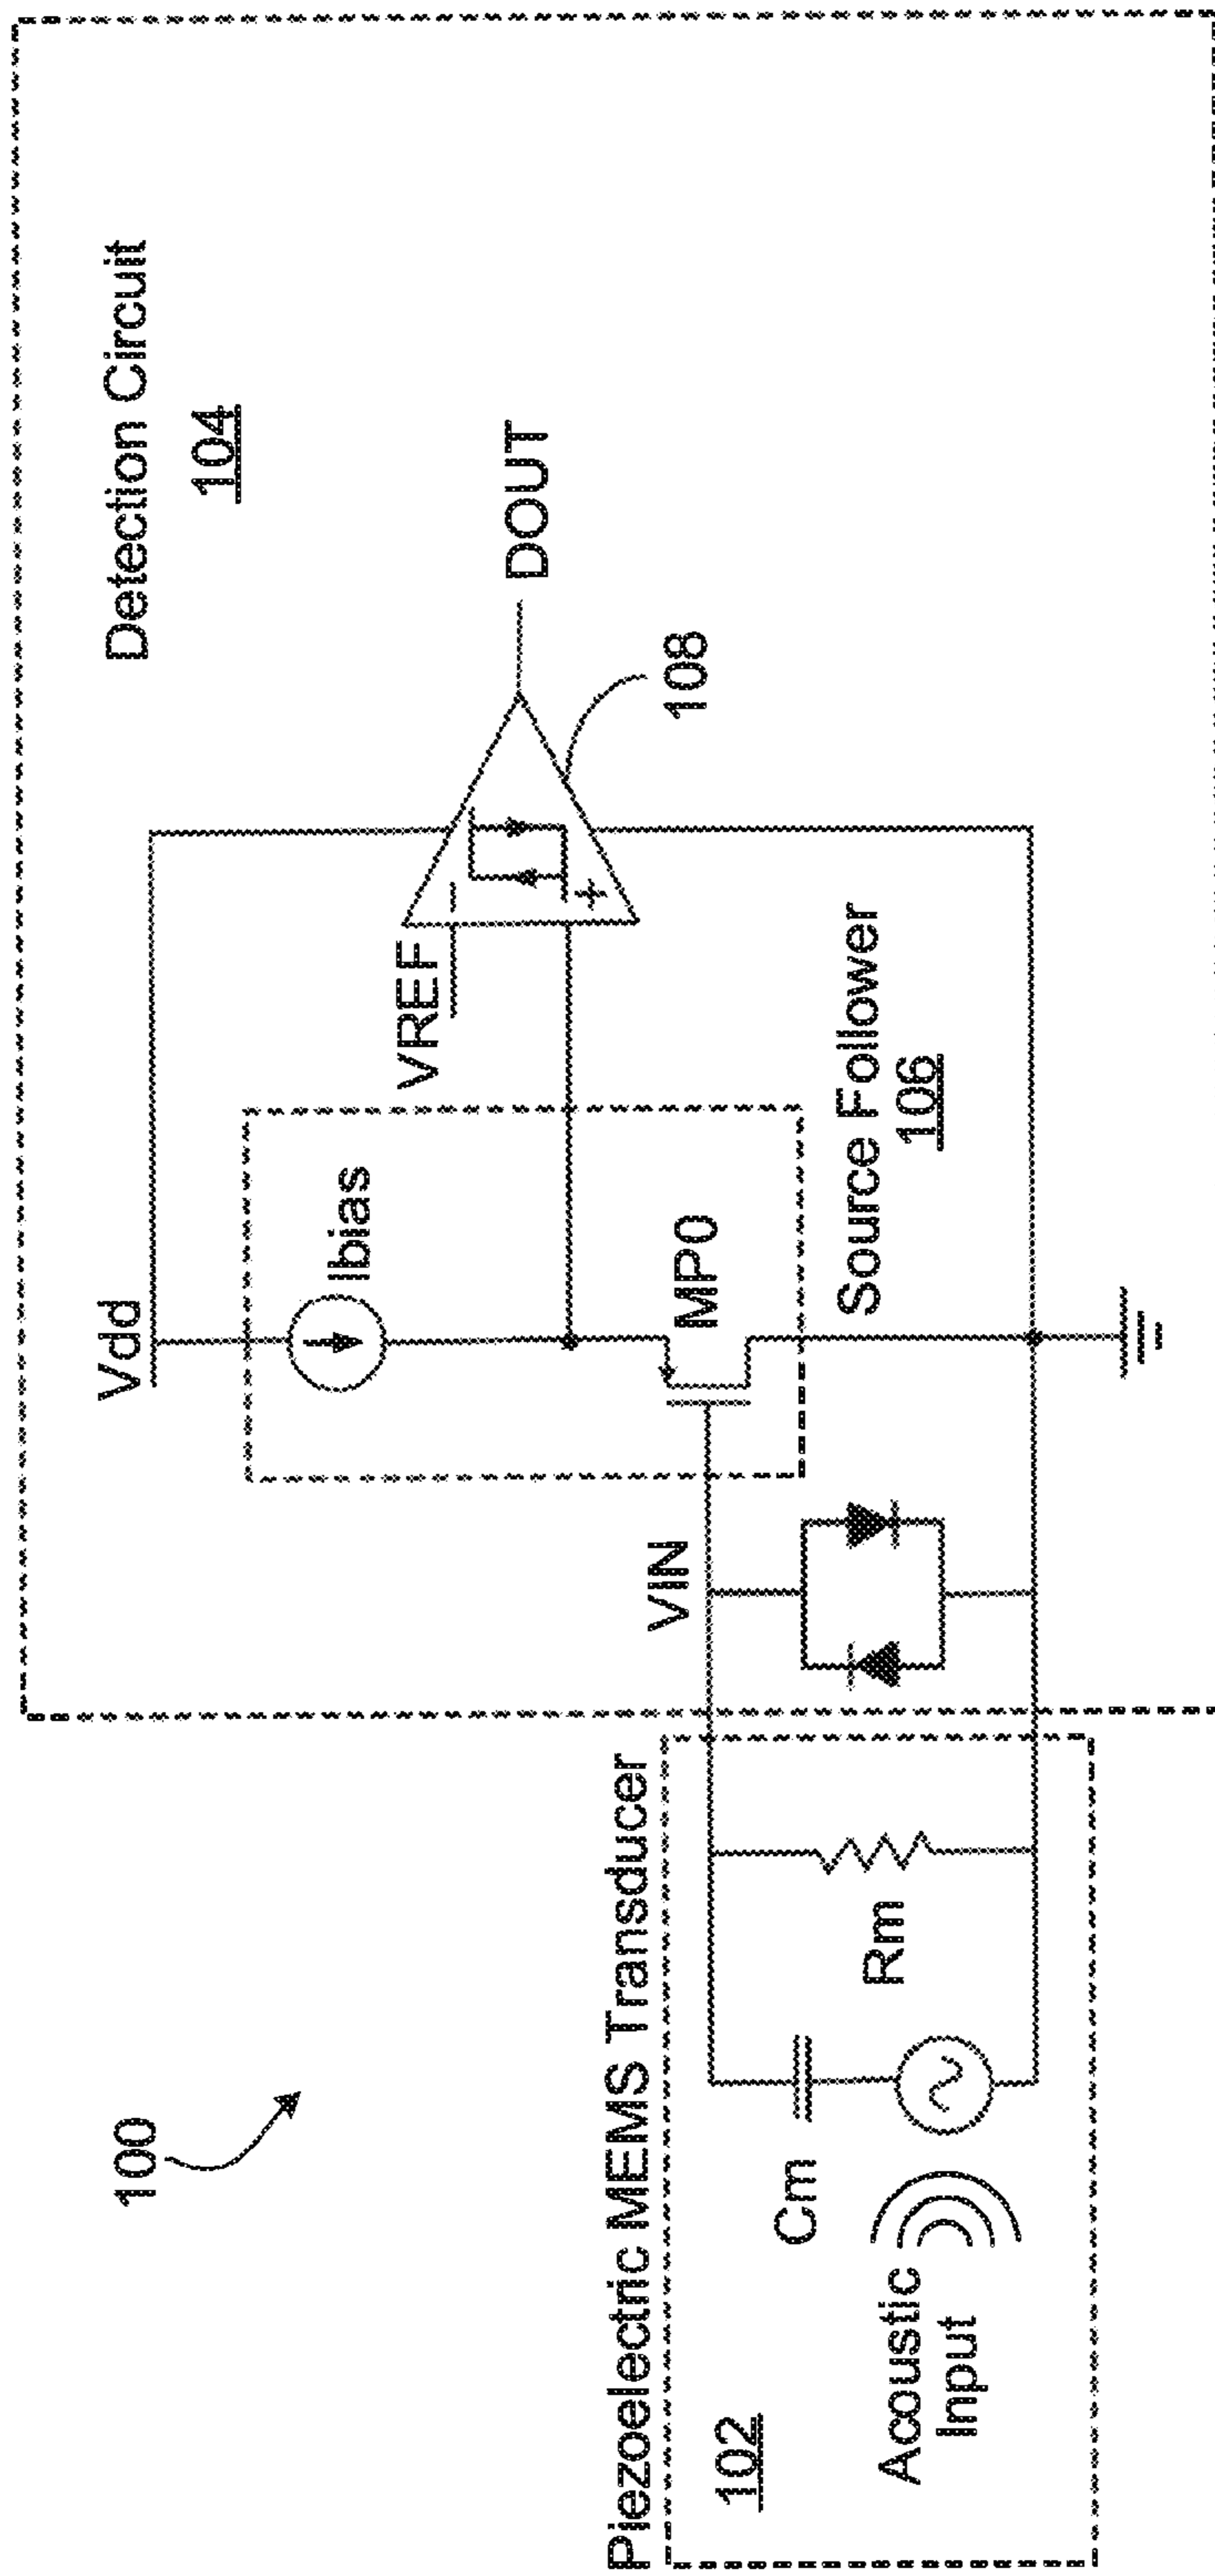 100
Piezoelectric MEMS Transducer
102
Acoustic
Input
Cm
Rm
Detection Circuit
104
Vdd
Ibias
VIN
MP0
Source Follower
106
VREF
−
+
108
DOUT